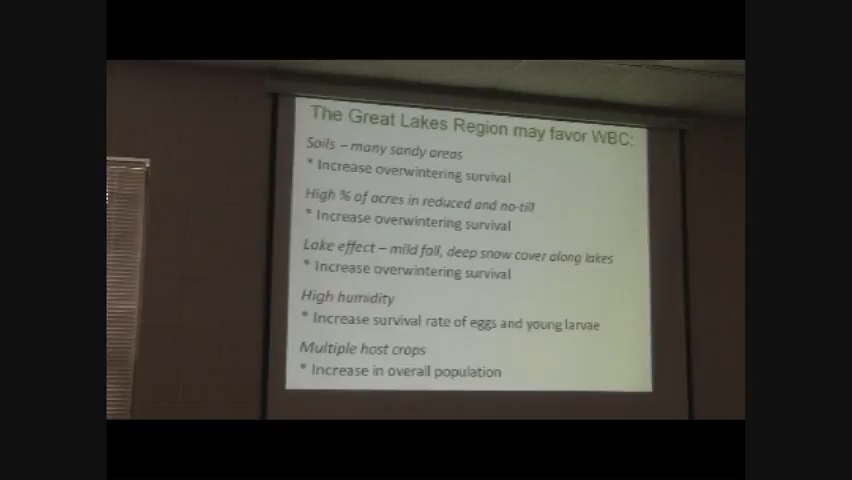 The Great Lakes Region may favor WBC:
Soils – many sandy areas
* Increase overwintering survival
High % of acres in reduced and no-till
* Increase overwintering survival
Lake effect – mild fall, deep snow cover along lakes
* Increase overwintering survival
High humidity
* Increase survival rate of eggs and young larvae
Multiple host crops
* Increase in overall population